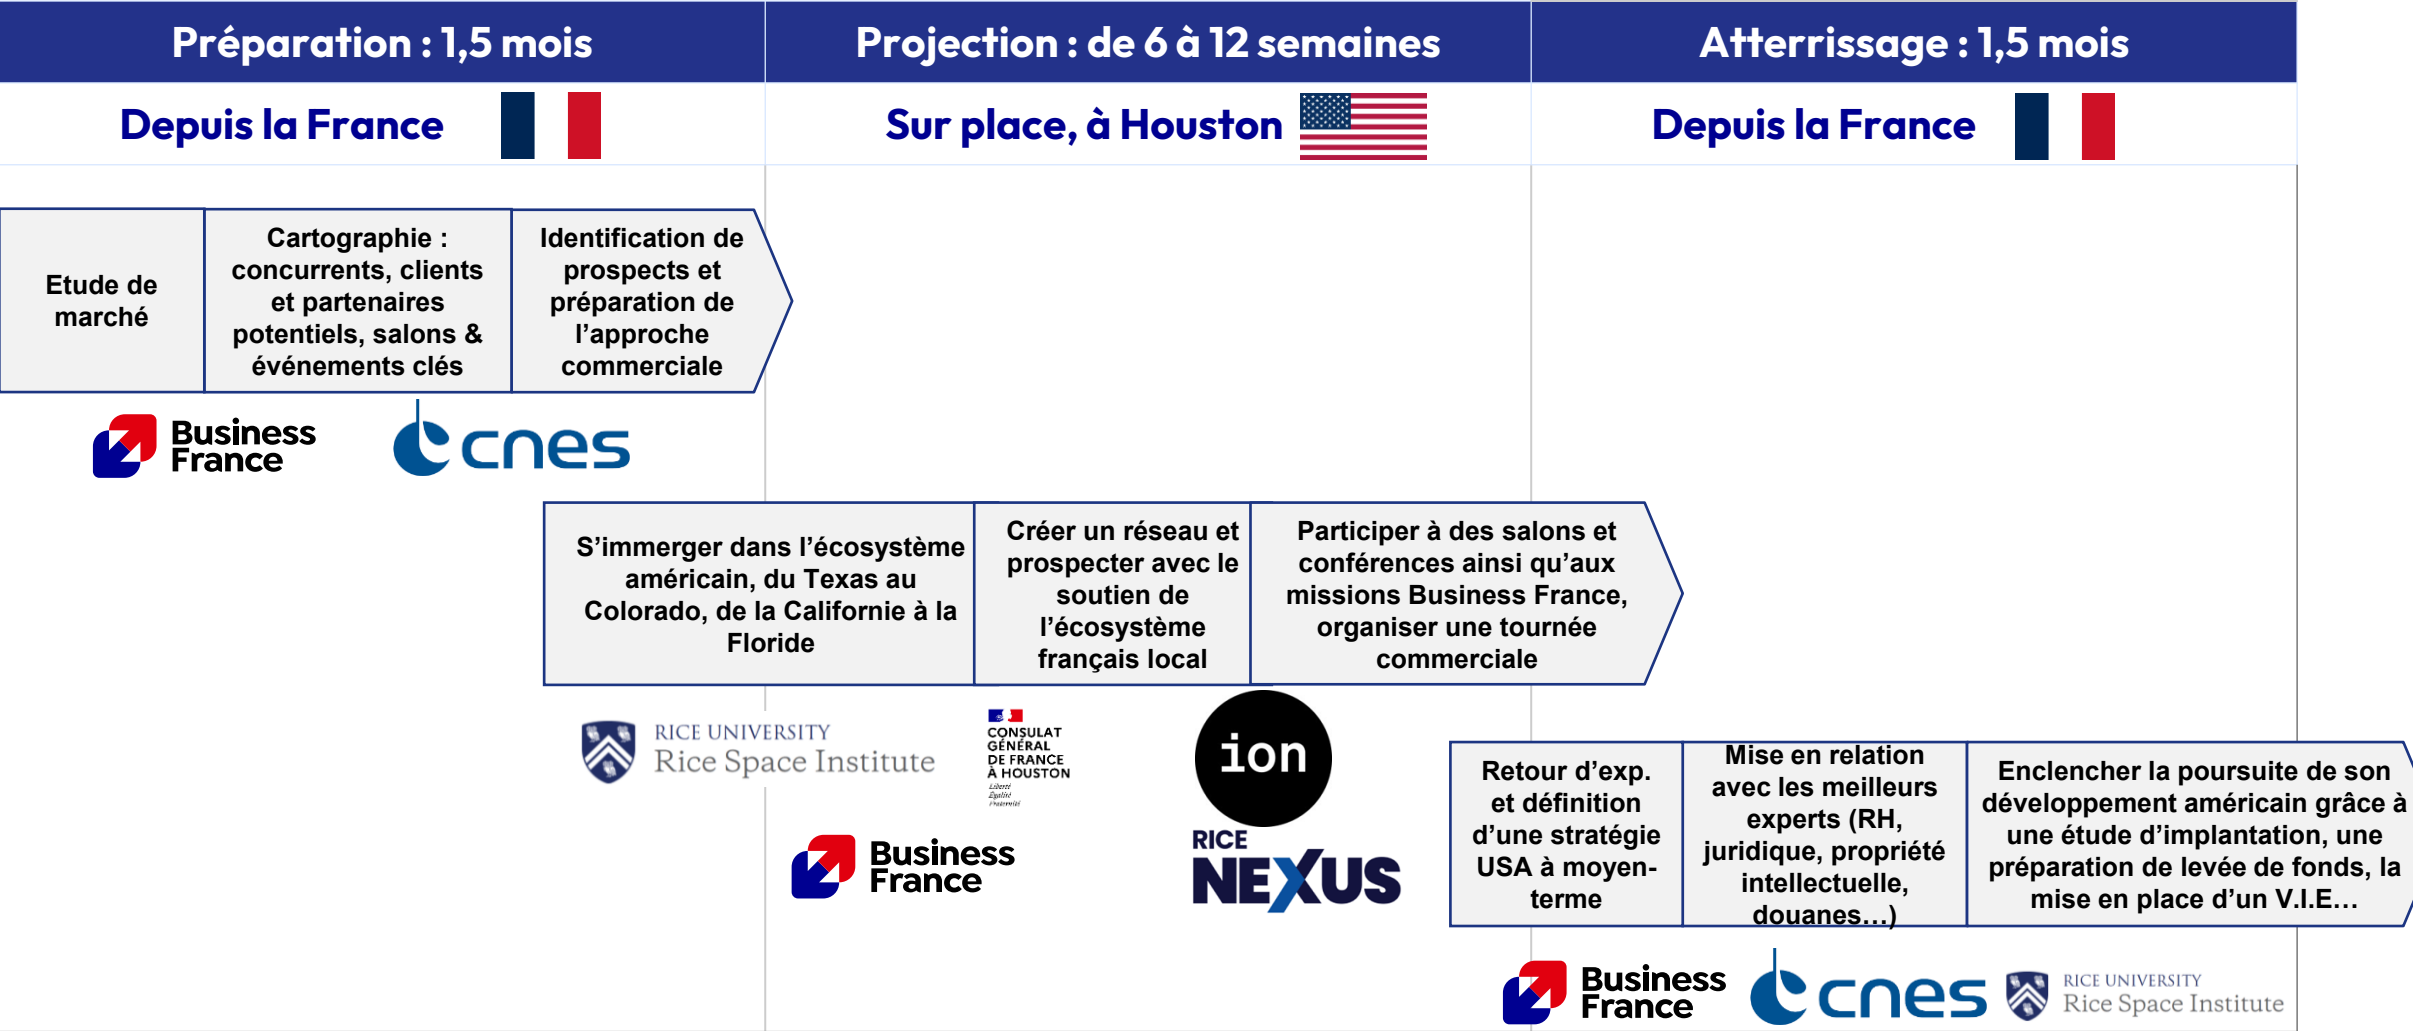 Préparation : 1,5 mois
Projection : de 6 à 12 semaines
Atterrissage : 1,5 mois
Depuis la France
Sur place, à Houston
Depuis la France
Etude de
marché
Cartographie :
concurrents, clients
et partenaires
potentiels, salons &
événements clés
Identification de
prospects et
préparation de
l’approche
commerciale
Business
France
cnes
S’immerger dans l’écosystème
américain, du Texas au
Colorado, de la Californie à la
Floride
Créer un réseau et
prospecter avec le
soutien de
l’écosystème
français local
Participer à des salons et
conférences ainsi qu’aux
missions Business France,
organiser une tournée
commerciale
RICE UNIVERSITY
Rice Space Institute
CONSULAT
GÉNÉRAL
DE FRANCE
À HOUSTON
Liberté
Égalité
Fraternité
ion
Business
France
RICE
NEXUS
Retour d’exp.
et définition
d’une stratégie
USA à moyen-
terme
Mise en relation
avec les meilleurs
experts (RH,
juridique, propriété
intellectuelle,
douanes…)
Enclencher la poursuite de son
développement américain grâce à
une étude d’implantation, une
préparation de levée de fonds, la
mise en place d’un V.I.E…
Business
France
cnes
RICE UNIVERSITY
Rice Space Institute